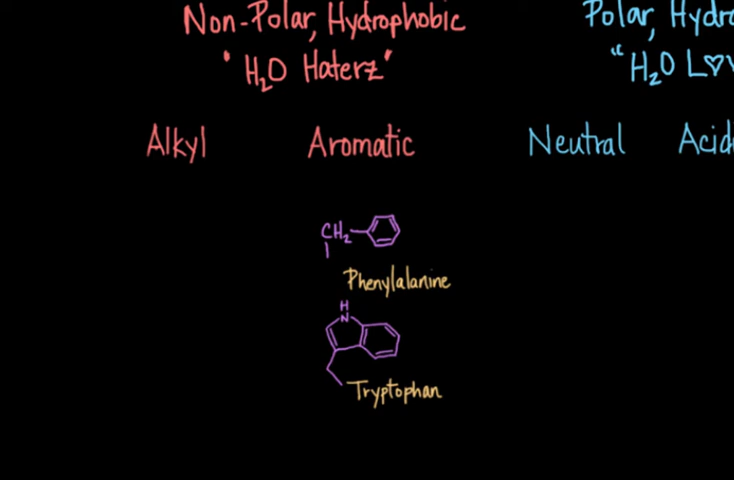 Non-Polar, Hydrophobic
"H₂O Haterz"
Polar, Hydro
"H₂O L♡V
Alkyl Aromatic Neutral Acid
CH₂
Phenylalanine
H
N
Tryptophan